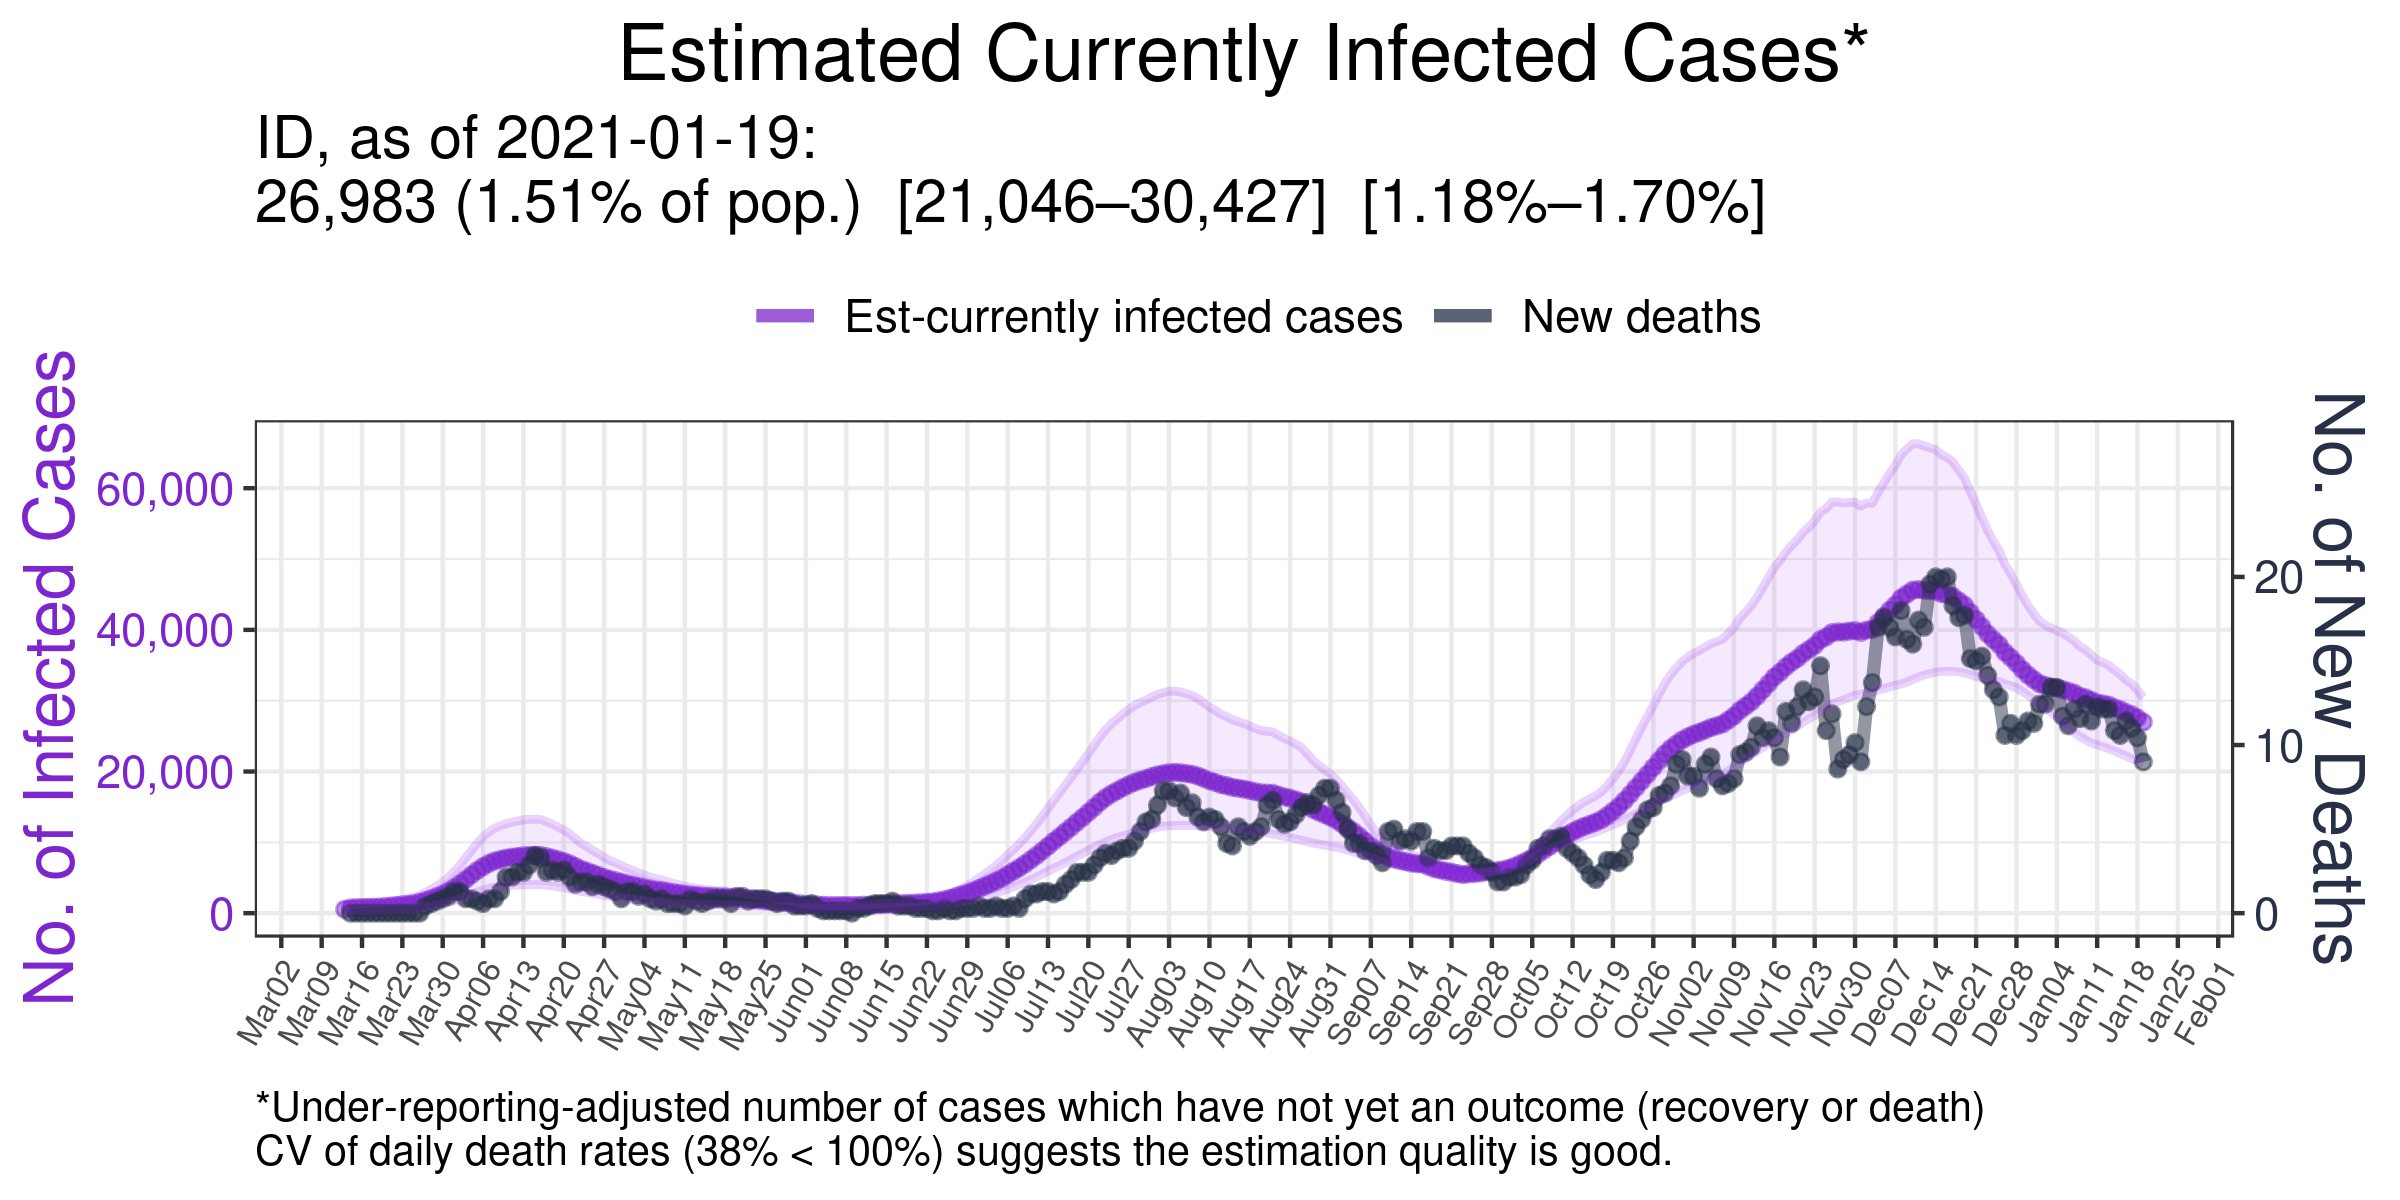 Estimated Currently Infected Cases*
ID, as of 2021-01-19:
26,983 (1.51% of pop.)  [21,046–30,427]  [1.18%–1.70%]
Est-currently infected cases
New deaths
No. of Infected Cases
60,000
40,000
20,000
0
No. of New Deaths
20
10
0
Mar02
Mar09
Mar16
Mar23
Mar30
Apr06
Apr13
Apr20
Apr27
May04
May11
May18
May25
Jun01
Jun08
Jun15
Jun22
Jun29
Jul06
Jul13
Jul20
Jul27
Aug03
Aug10
Aug17
Aug24
Aug31
Sep07
Sep14
Sep21
Sep28
Oct05
Oct12
Oct19
Oct26
Nov02
Nov09
Nov16
Nov23
Nov30
Dec07
Dec14
Dec21
Dec28
Jan04
Jan11
Jan18
Jan25
Feb01
*Under-reporting-adjusted number of cases which have not yet an outcome (recovery or death)
CV of daily death rates (38% < 100%) suggests the estimation quality is good.